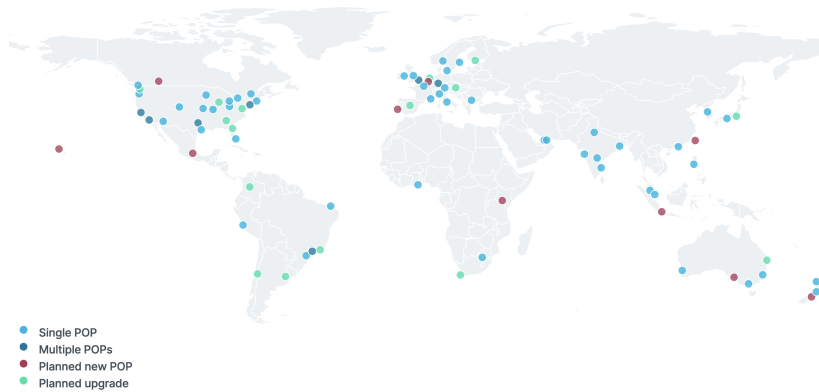 Single POP
Multiple POPs
Planned new POP
Planned upgrade